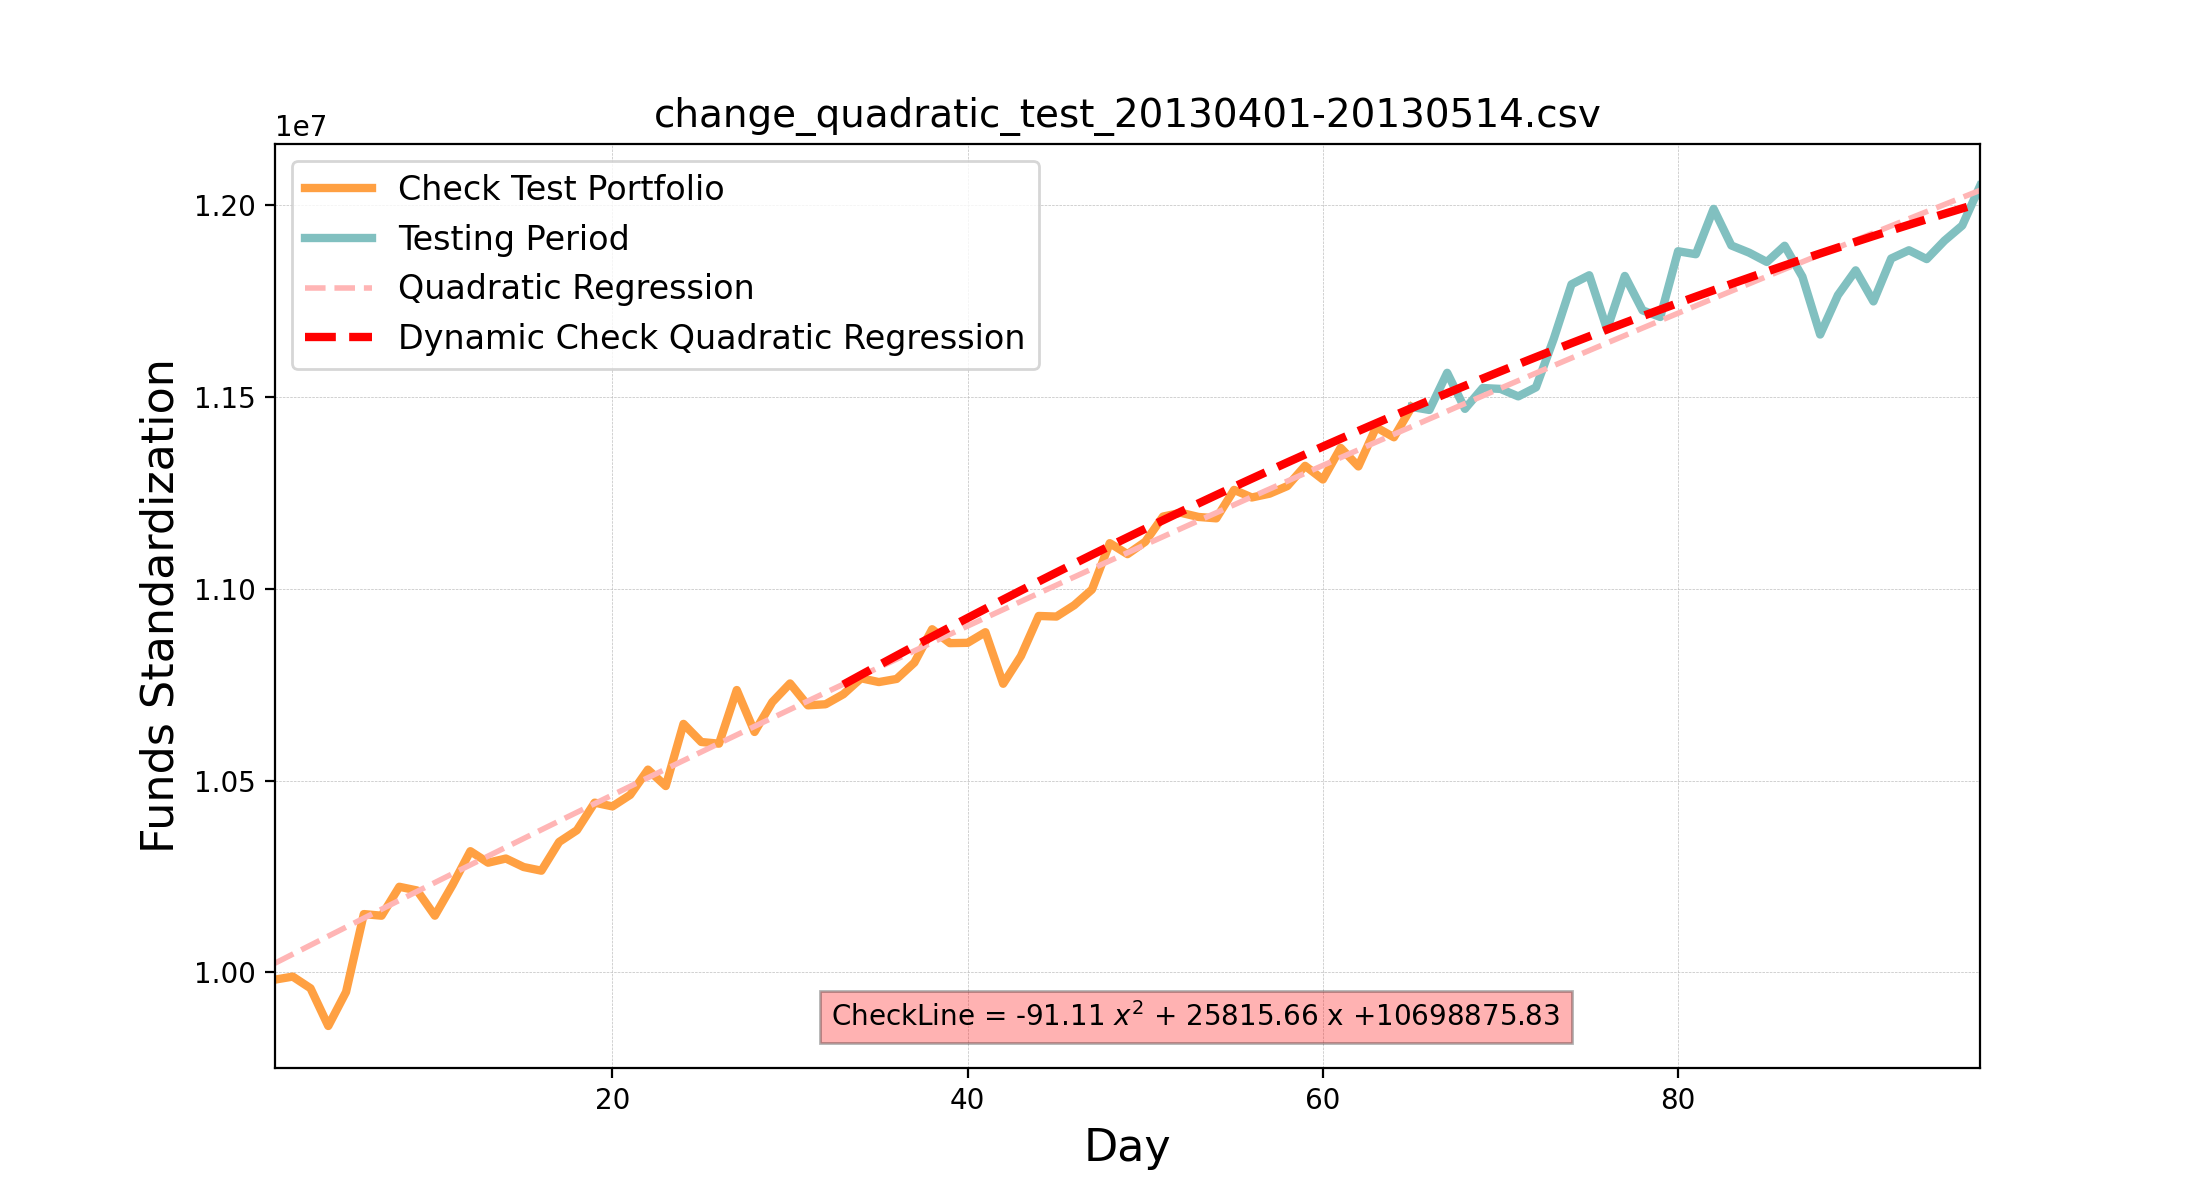 change_quadratic_test_20130401-20130514.csv
1e7
Check Test Portfolio
Testing Period
Quadratic Regression
Dynamic Check Quadratic Regression
1.20
1.15
1.10
1.05
1.00
Funds Standardization
CheckLine = -91.11 x² + 25815.66 x +10698875.83
20 40 60 80
Day